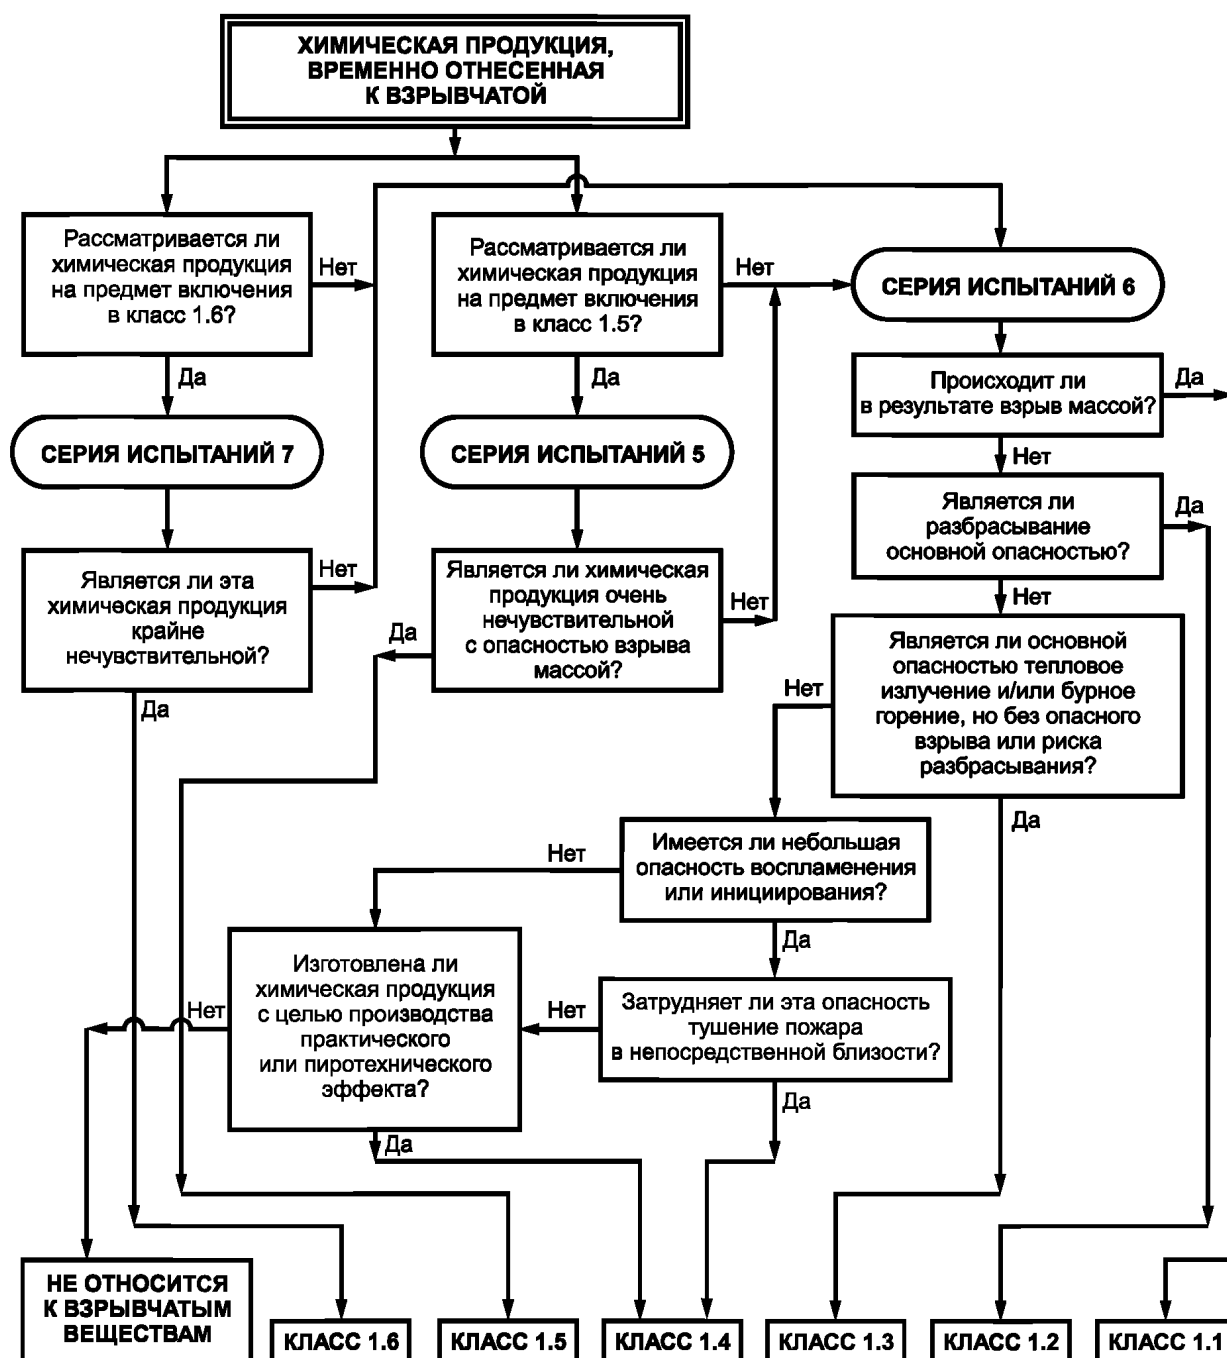 ХИМИЧЕСКАЯ ПРОДУКЦИЯ,
ВРЕМЕННО ОТНЕСЕННАЯ
К ВЗРЫВЧАТОЙ
Рассматривается ли
химическая продукция
на предмет включения
в класс 1.6?
Нет
Да
Рассматривается ли
химическая продукция
на предмет включения
в класс 1.5?
Нет
Да
СЕРИЯ ИСПЫТАНИЙ 6
Происходит ли
в результате взрыв массой?
Да
Нет
СЕРИЯ ИСПЫТАНИЙ 7
СЕРИЯ ИСПЫТАНИЙ 5
Является ли
разбрасывание
основной опасностью?
Да
Нет
Является ли эта
химическая продукция
крайне
нечувствительной?
Нет
Да
Является ли химическая
продукция очень
нечувствительной
с опасностью взрыва
массой?
Нет
Да
Является ли основной
опасностью тепловое
излучение и/или бурное
горение, но без опасного
взрыва или риска
разбрасывания?
Нет
Да
Имеется ли небольшая
опасность воспламенения
или инициирования?
Нет
Да
Изготовлена ли
химическая продукция
с целью производства
практического
или пиротехнического
эффекта?
Нет
Да
Затрудняет ли эта опасность
тушение пожара
в непосредственной близости?
Нет
Да
НЕ ОТНОСИТСЯ
К ВЗРЫВЧАТЫМ
ВЕЩЕСТВАМ
КЛАСС 1.6
КЛАСС 1.5
КЛАСС 1.4
КЛАСС 1.3
КЛАСС 1.2
КЛАСС 1.1